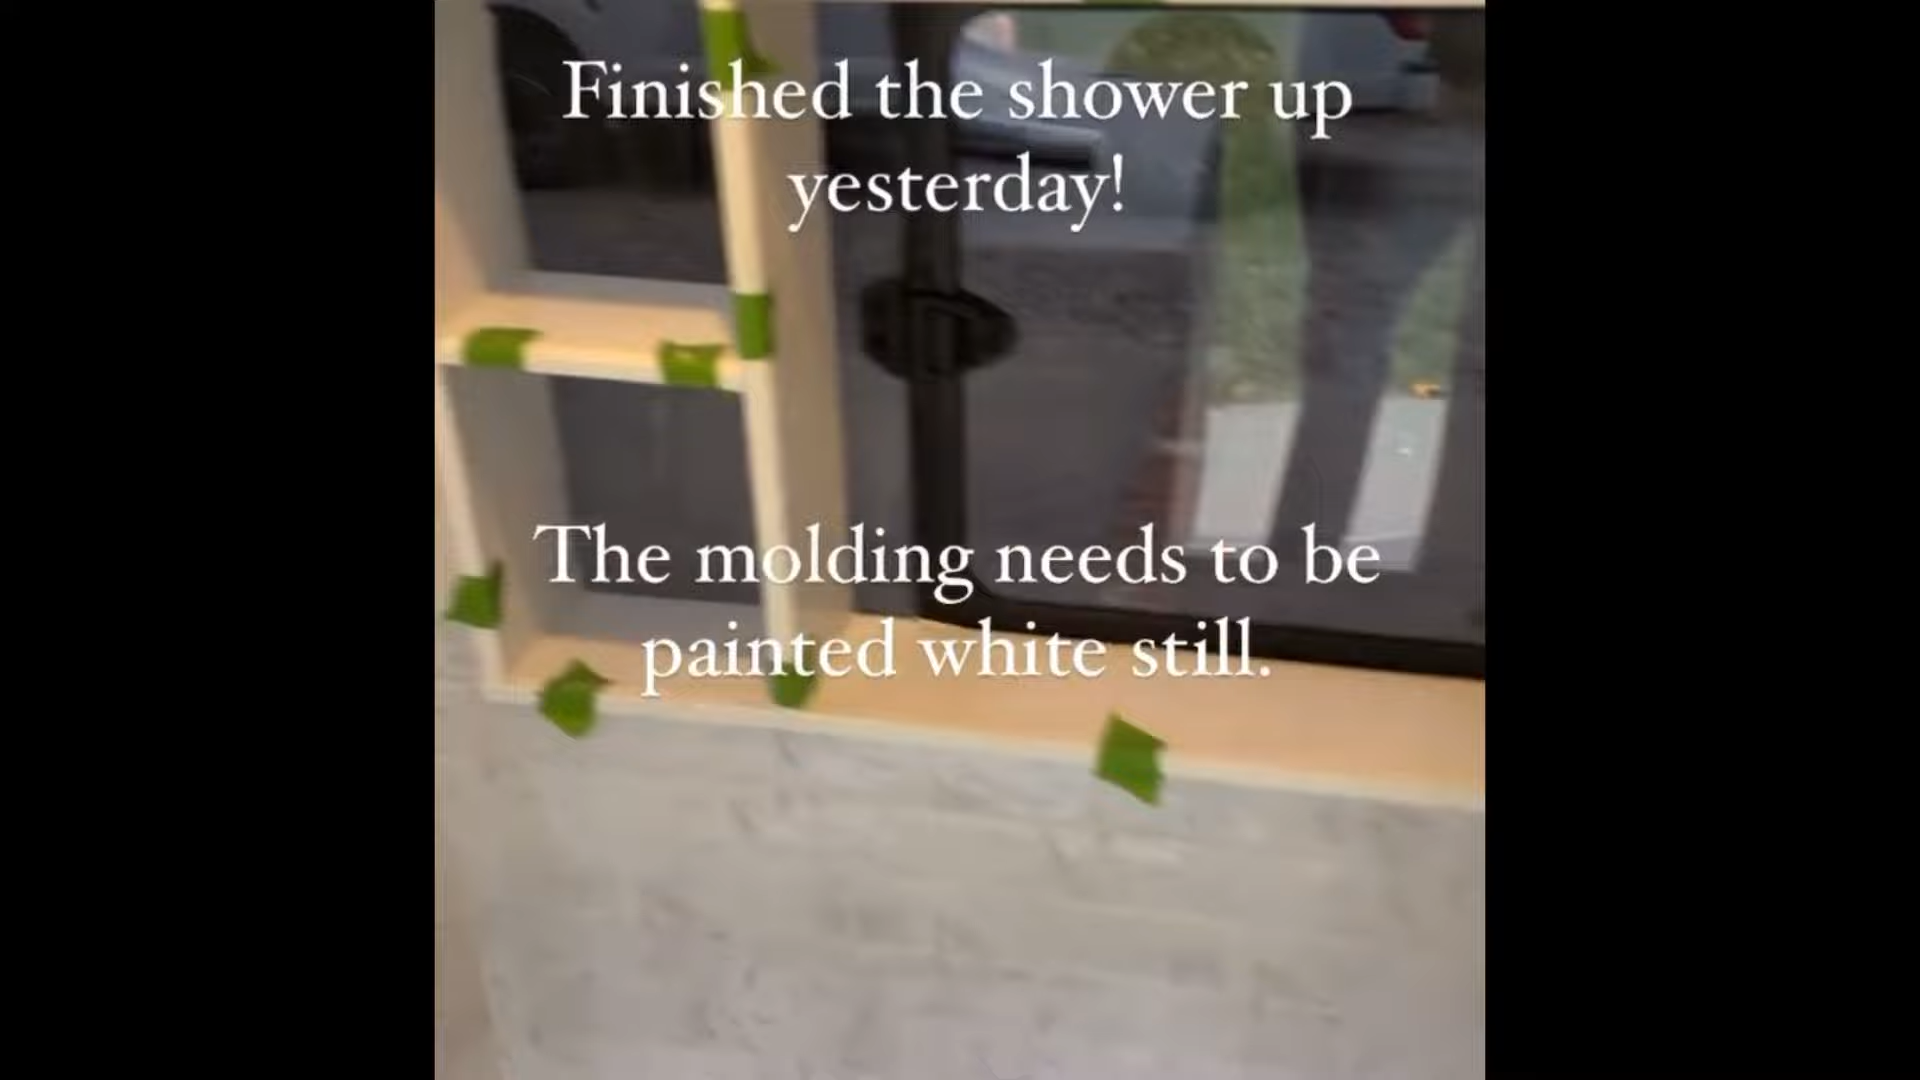 Finished the shower up
yesterday!
The molding needs to be
painted white still.